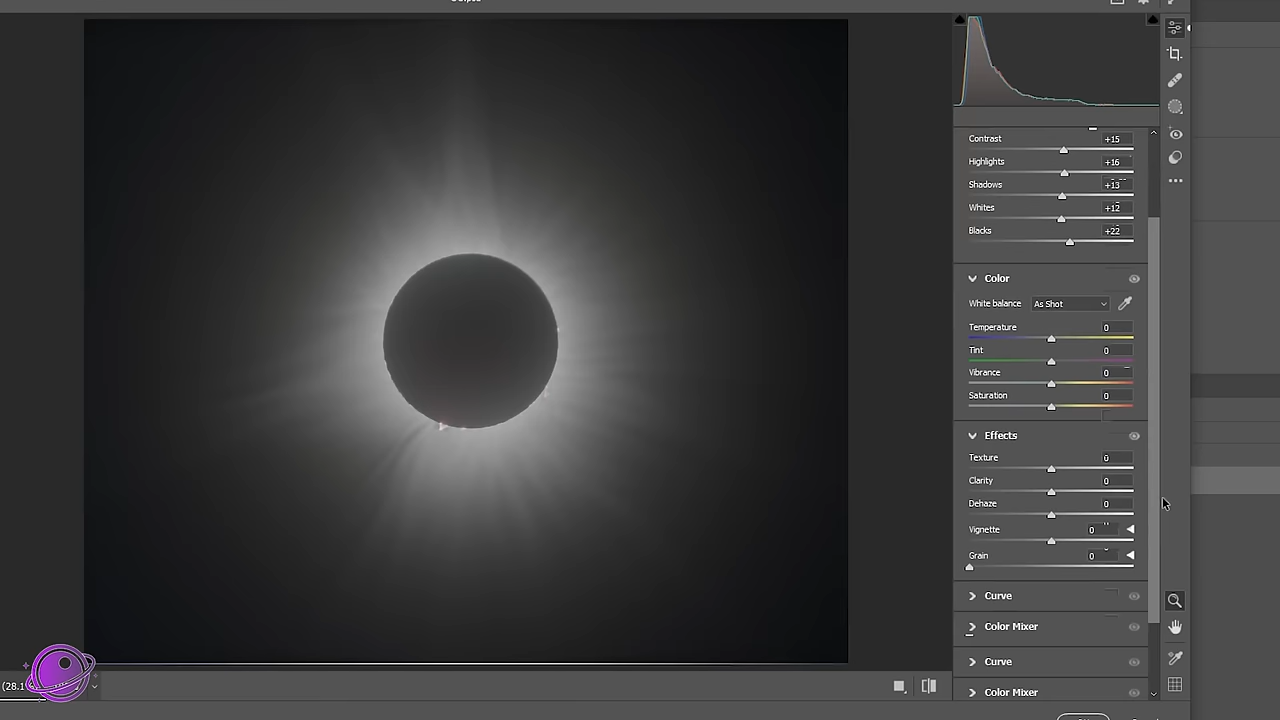 Contrast +15
Highlights +16
Shadows +13
Whites +12
Blacks +22
Color
White balance As Shot
Temperature 0
Tint 0
Vibrance 0
Saturation 0
Effects
Texture 0
Clarity 0
Dehaze 0
Vignette 0
Grain 0
Curve
Color Mixer
Curve
Color Mixer